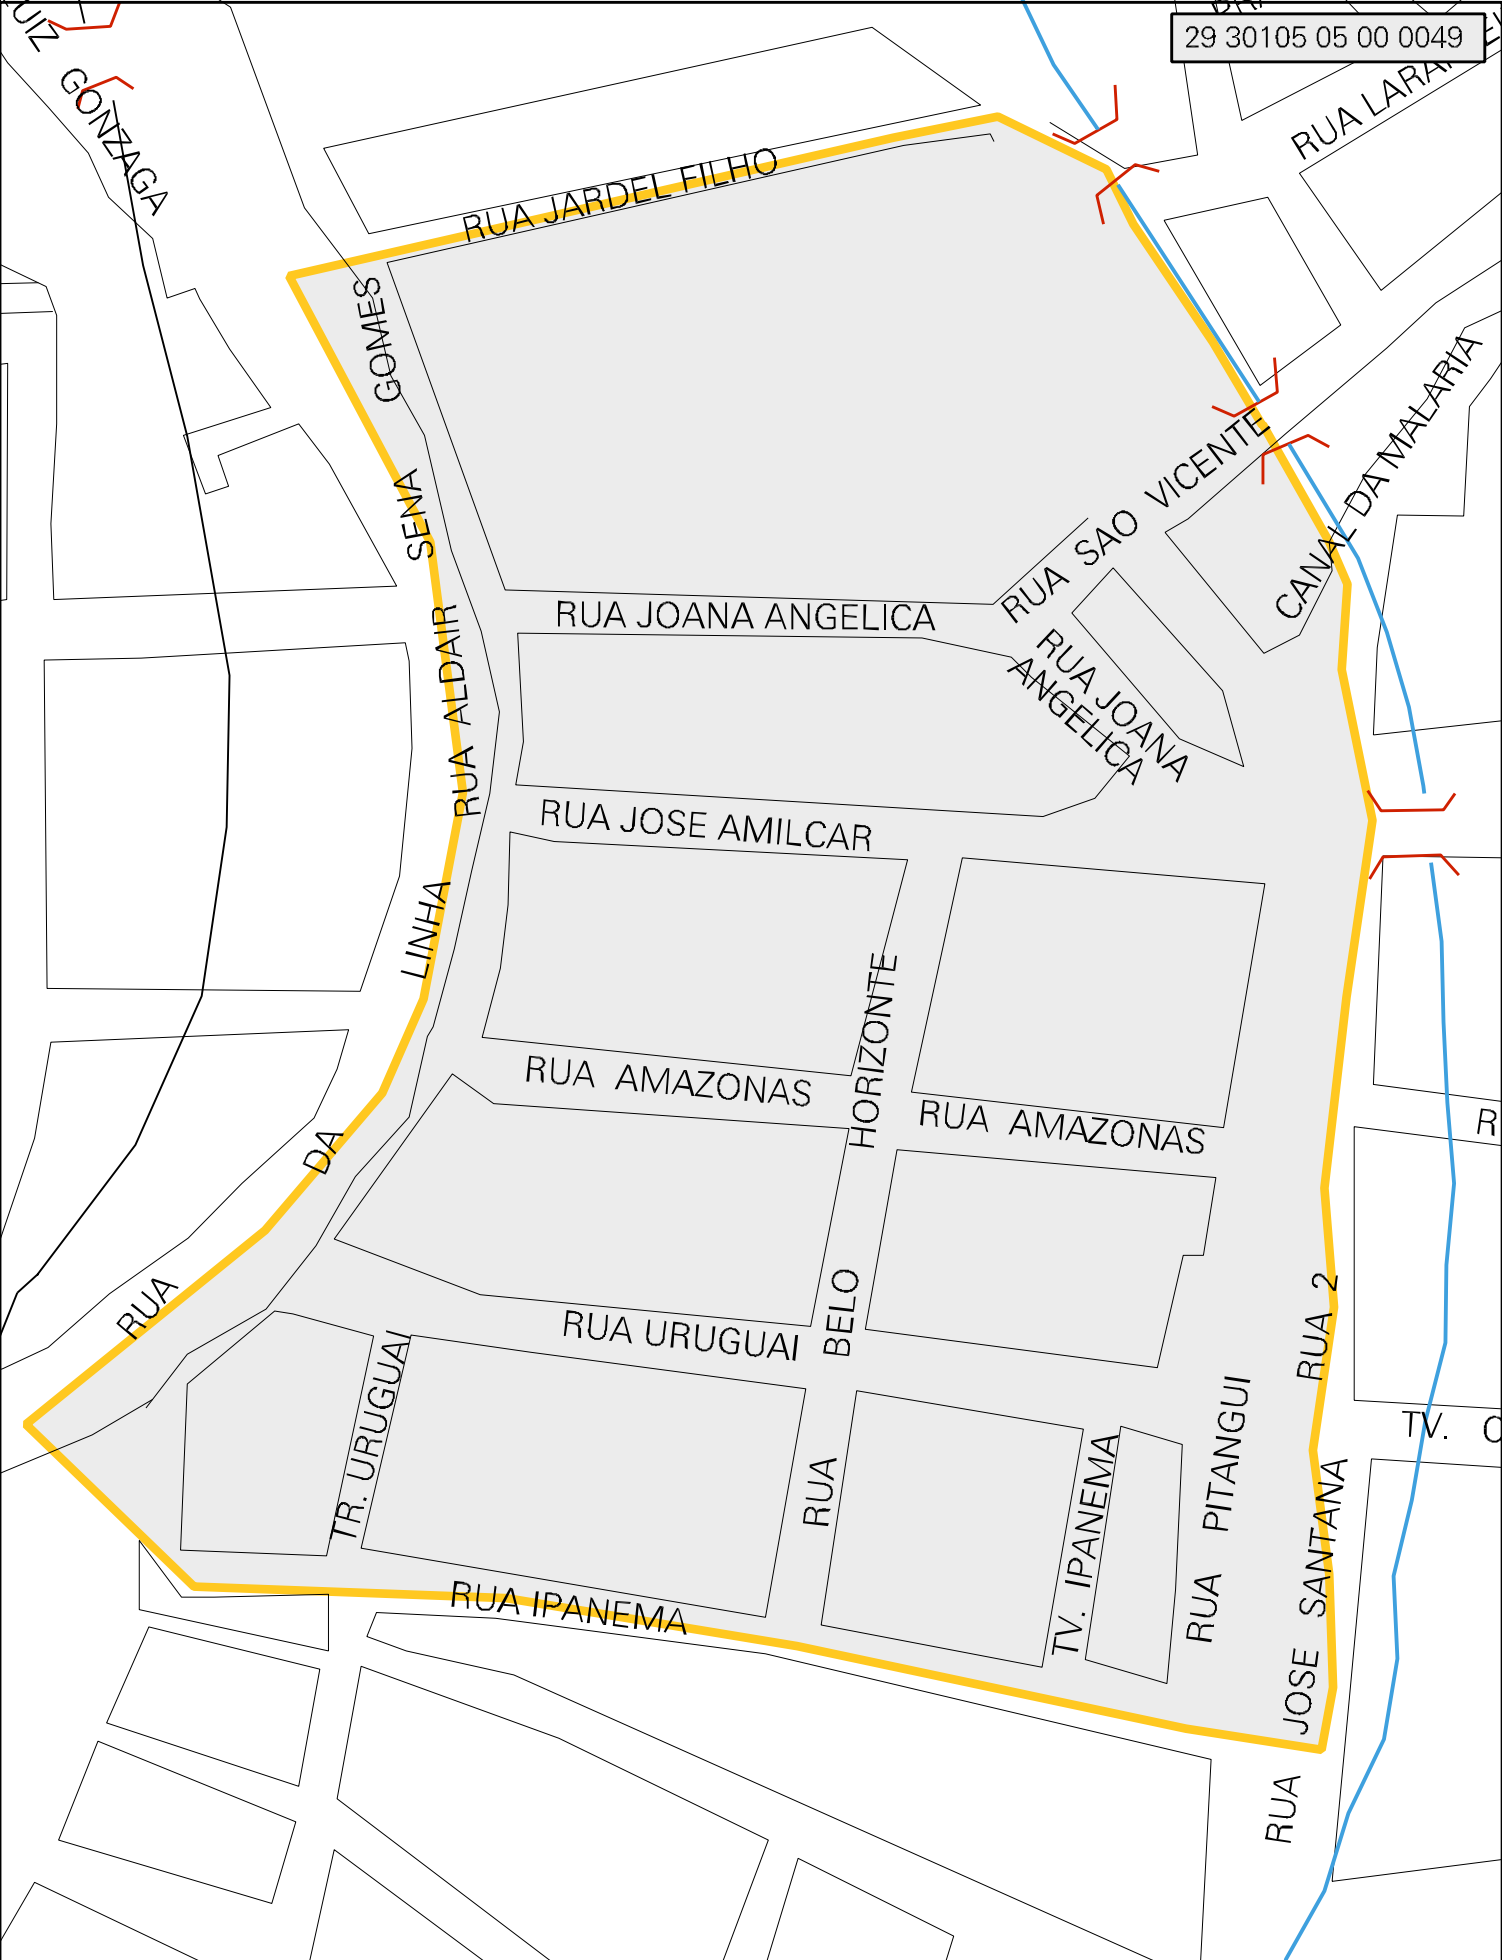 29 30105 05 00 0049
UIZ GONZAGA
RUA JARDEL FILHO
GOMES
SENA
RUA ALDAIR
LINHA
DA
RUA
RUA SAO VICENTE
CANAL DA MALARIA
RUA JOANA ANGELICA
RUA JOANA
ANGELICA
RUA JOSE AMILCAR
HORIZONTE
BELO
RUA
RUA AMAZONAS
RUA AMAZONAS
R
RUA URUGUAI
TR. URUGUAI
RUA 2
TV. IPANEMA
RUA PITANGUI
TV.
JOSE SANTANA
RUA
RUA IPANEMA